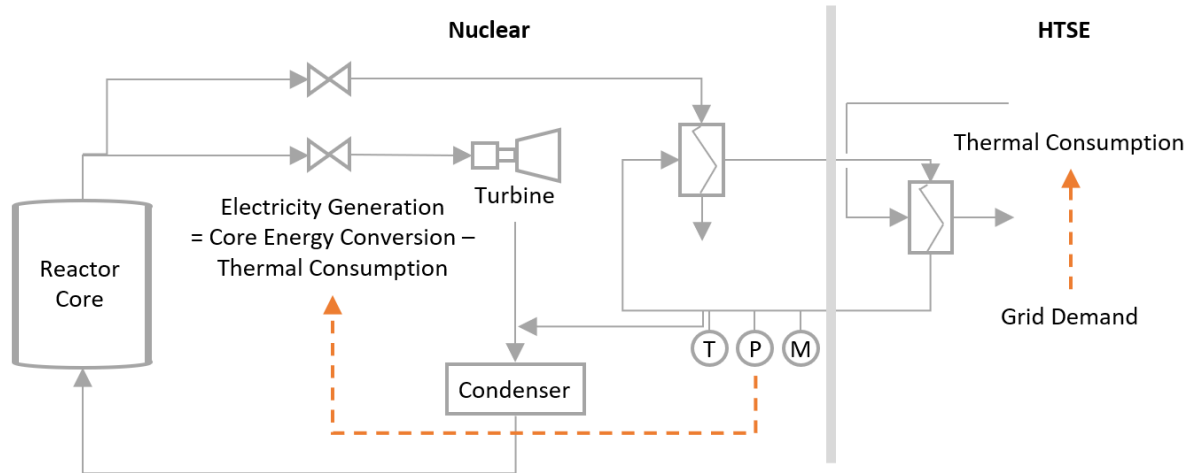 Nuclear
HTSE
Thermal Consumption
Turbine
Electricity Generation
= Core Energy Conversion –
Thermal Consumption
Reactor
Core
Grid Demand
T
P
M
Condenser